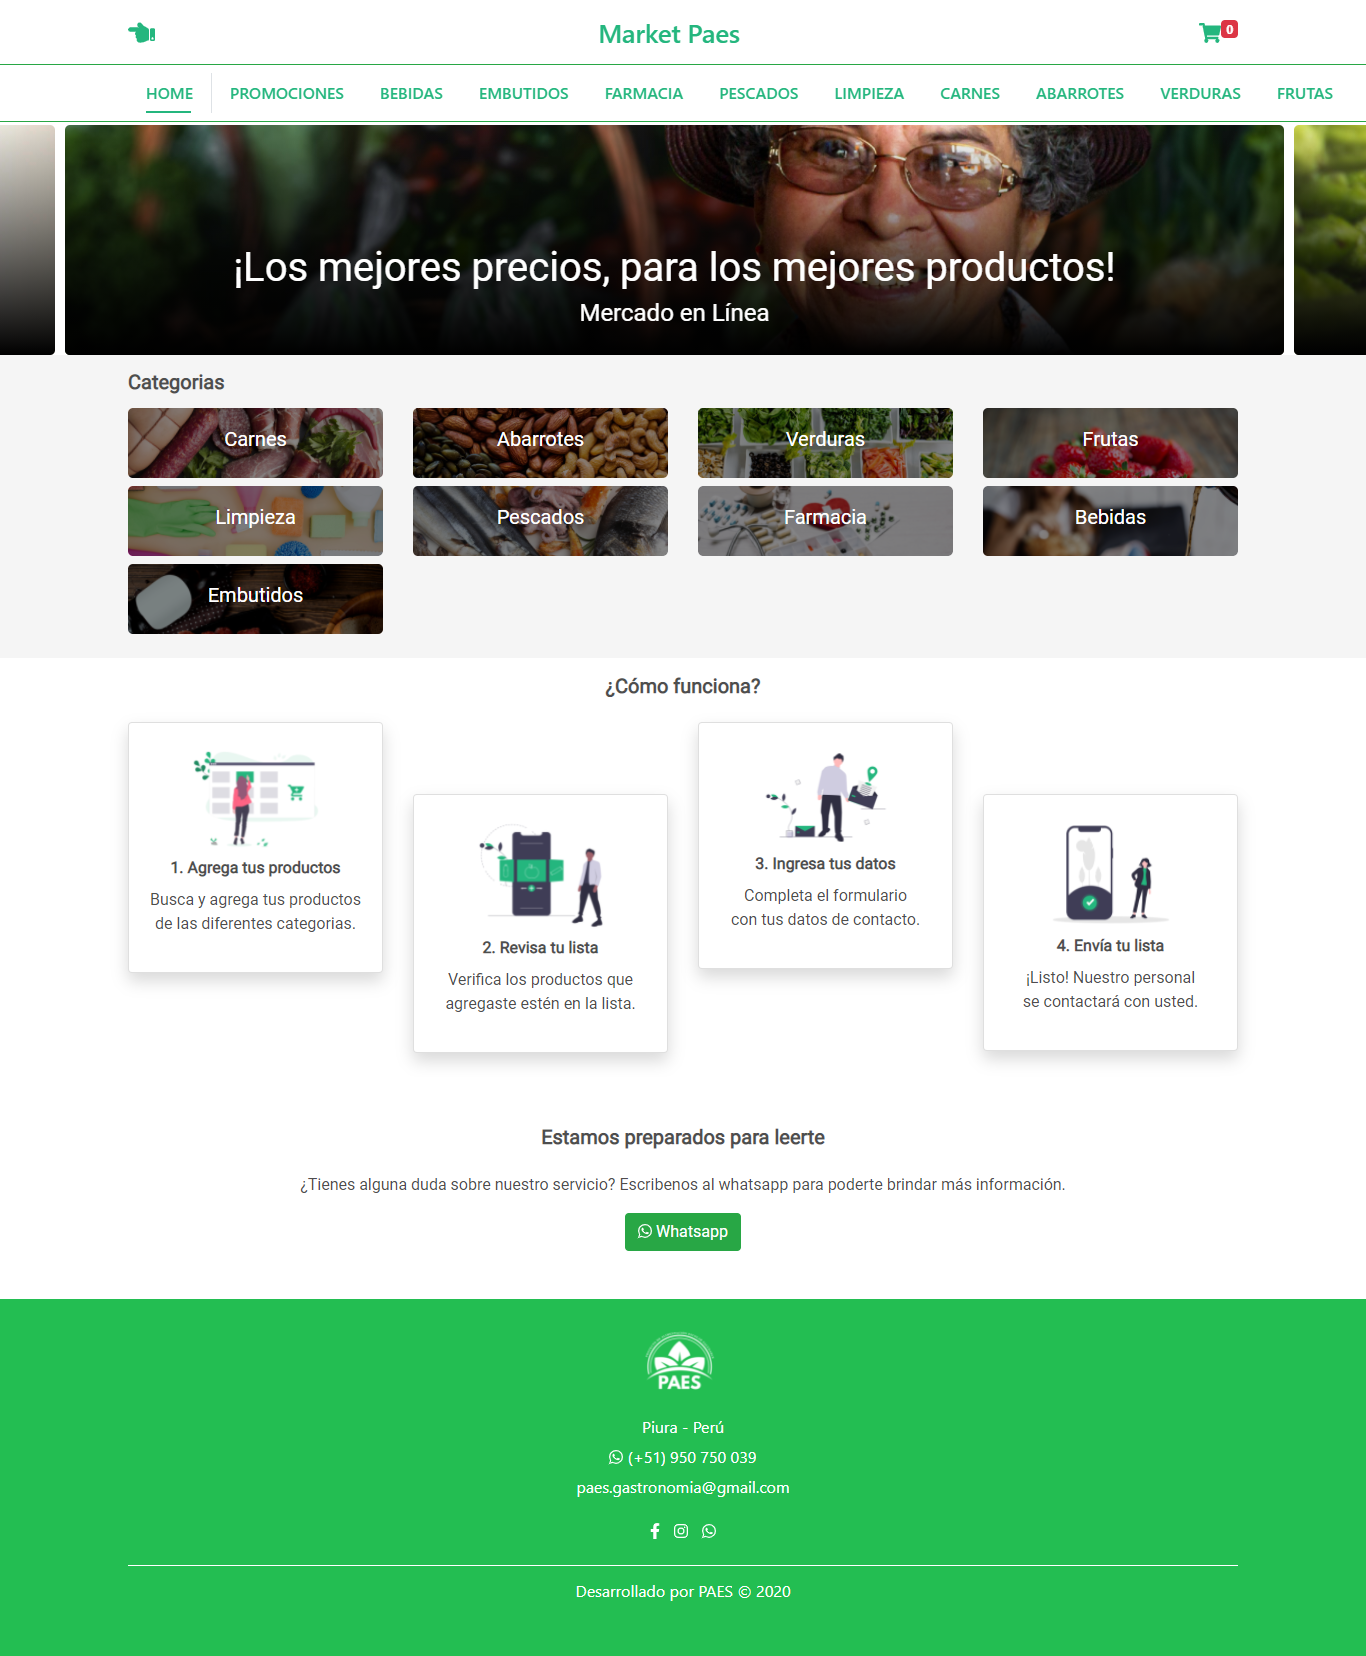 Market Paes
0
HOME PROMOCIONES BEBIDAS EMBUTIDOS FARMACIA PESCADOS LIMPIEZA CARNES ABARROTES VERDURAS FRUTAS
¡Los mejores precios, para los mejores productos!
Mercado en Línea
Categorias
Carnes
Abarrotes
Verduras
Frutas
Limpieza
Pescados
Farmacia
Bebidas
Embutidos
¿Cómo funciona?
1. Agrega tus productos
Busca y agrega tus productos
de las diferentes categorias.
2. Revisa tu lista
Verifica los productos que
agregaste estén en la lista.
3. Ingresa tus datos
Completa el formulario
con tus datos de contacto.
4. Envía tu lista
¡Listo! Nuestro personal
se contactará con usted.
Estamos preparados para leerte
¿Tienes alguna duda sobre nuestro servicio? Escribenos al whatsapp para poderte brindar más información.
Whatsapp
PAES
Piura - Perú
(+51) 950 750 039
paes.gastronomia@gmail.com
Desarrollado por PAES © 2020